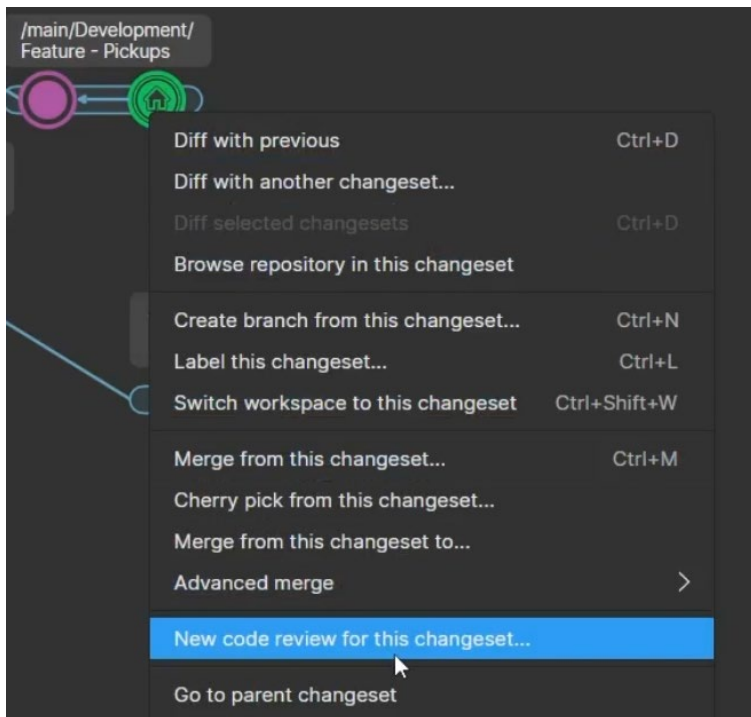 /main/Development/
Feature - Pickups
Diff with previous Ctrl+D
Diff with another changeset...
Diff selected changesets Ctrl+D
Browse repository in this changeset
Create branch from this changeset... Ctrl+N
Label this changeset... Ctrl+L
Switch workspace to this changeset Ctrl+Shift+W
Merge from this changeset... Ctrl+M
Cherry pick from this changeset...
Merge from this changeset to...
Advanced merge
New code review for this changeset...
Go to parent changeset